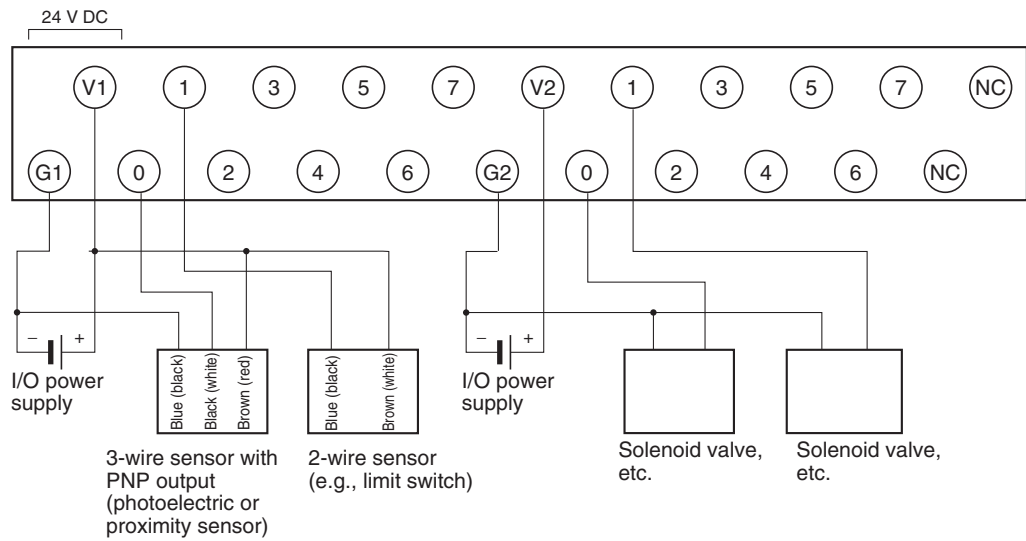 24 V DC
V1 1 3 5 7 V2 1 3 5 7 NC
G1 0 2 4 6 G2 0 2 4 6 NC
− +
I/O power
supply
Blue (black)
Black (white)
Brown (red)
3-wire sensor with
PNP output
(photoelectric or
proximity sensor)
Blue (black)
Brown (white)
2-wire sensor
(e.g., limit switch)
− +
I/O power
supply
Solenoid valve,
etc.
Solenoid valve,
etc.